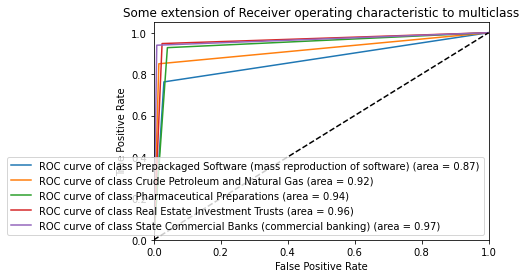 Some extension of Receiver operating characteristic to multiclass
1.0
0.8
0.6
0.4
0.0
Positive Rate
ROC curve of class Prepackaged Software (mass reproduction of software) (area = 0.87)
ROC curve of class Crude Petroleum and Natural Gas (area = 0.92)
ROC curve of class Pharmaceutical Preparations (area = 0.94)
ROC curve of class Real Estate Investment Trusts (area = 0.96)
ROC curve of class State Commercial Banks (commercial banking) (area = 0.97)
0.0 0.2 0.4 0.6 0.8 1.0
False Positive Rate